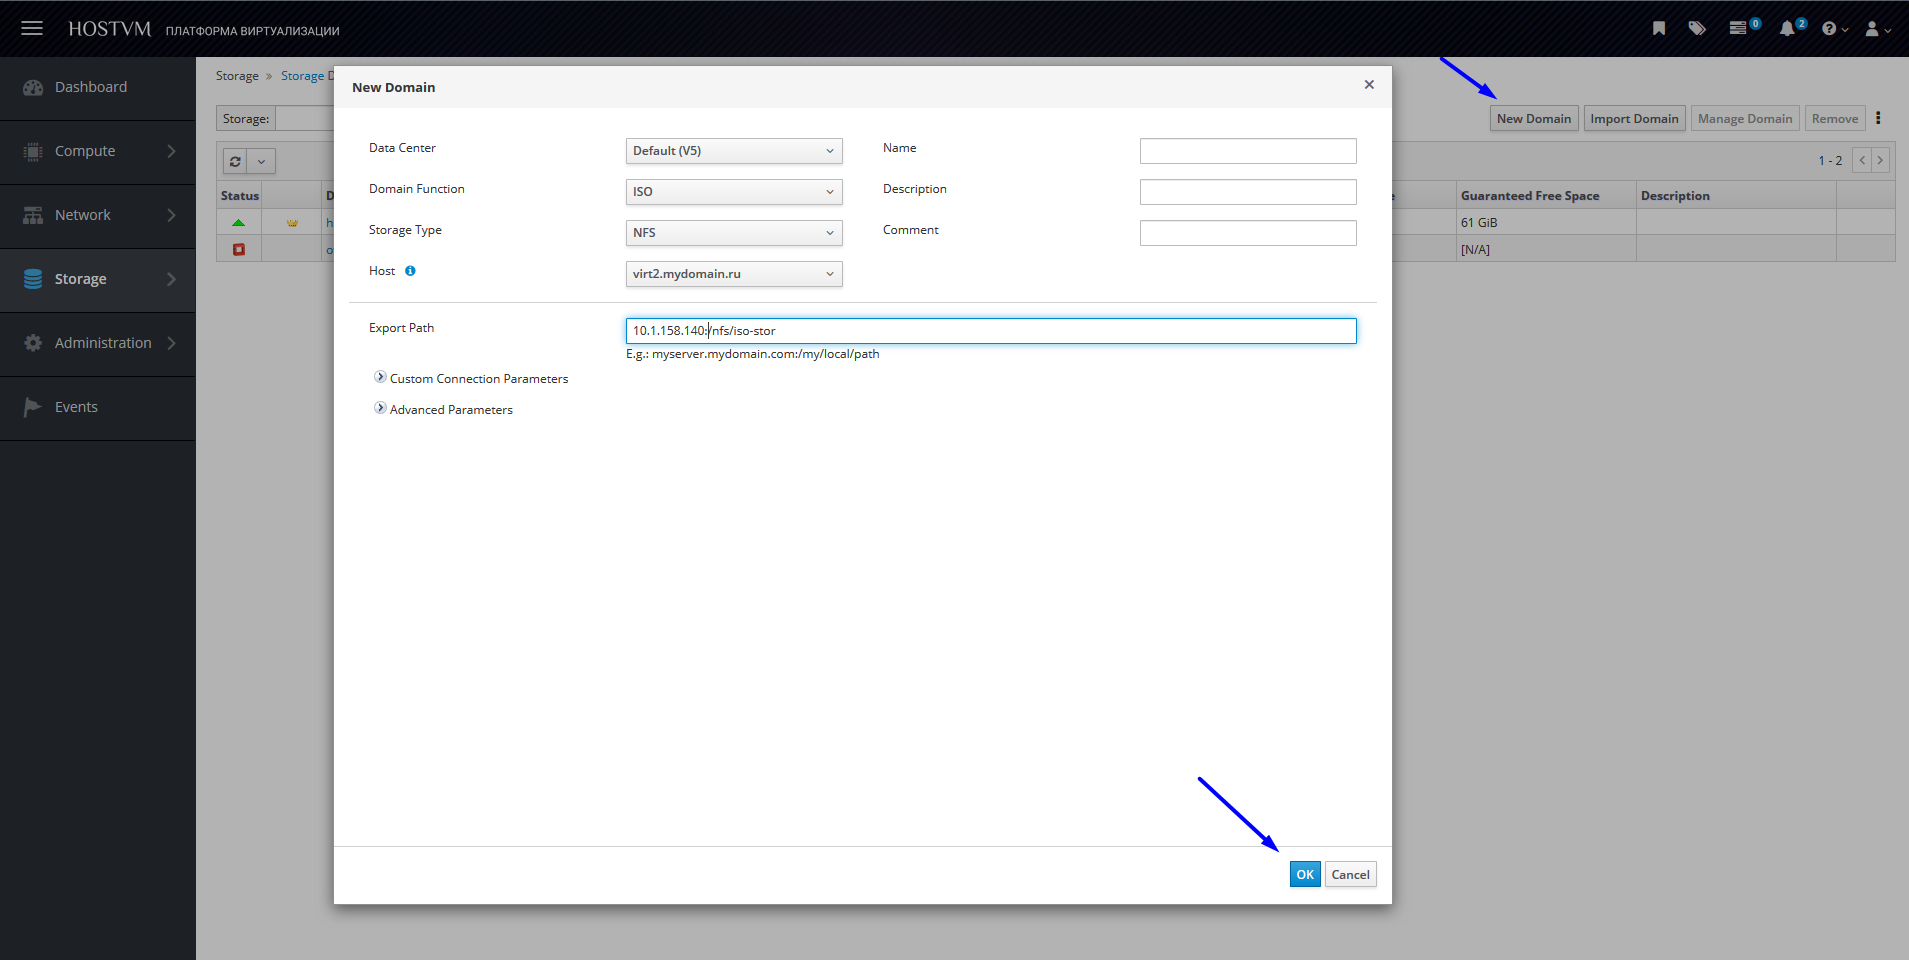 HOSTVM ПЛАТФОРМА ВИРТУАЛИЗАЦИИ
0
2
Dashboard
Compute
Network
Storage
Administration
Events
Storage » Storage D
Storage:
New Domain
Import Domain
Manage Domain
Remove
1 - 2
Status
D
e
Guaranteed Free Space
Description
h
61 GiB
o
[N/A]
New Domain
Data Center
Default (V5)
Name
Domain Function
ISO
Description
Storage Type
NFS
Comment
Host
virt2.mydomain.ru
Export Path
10.1.158.140:/nfs/iso-stor
E.g.: myserver.mydomain.com:/my/local/path
Custom Connection Parameters
Advanced Parameters
OK
Cancel